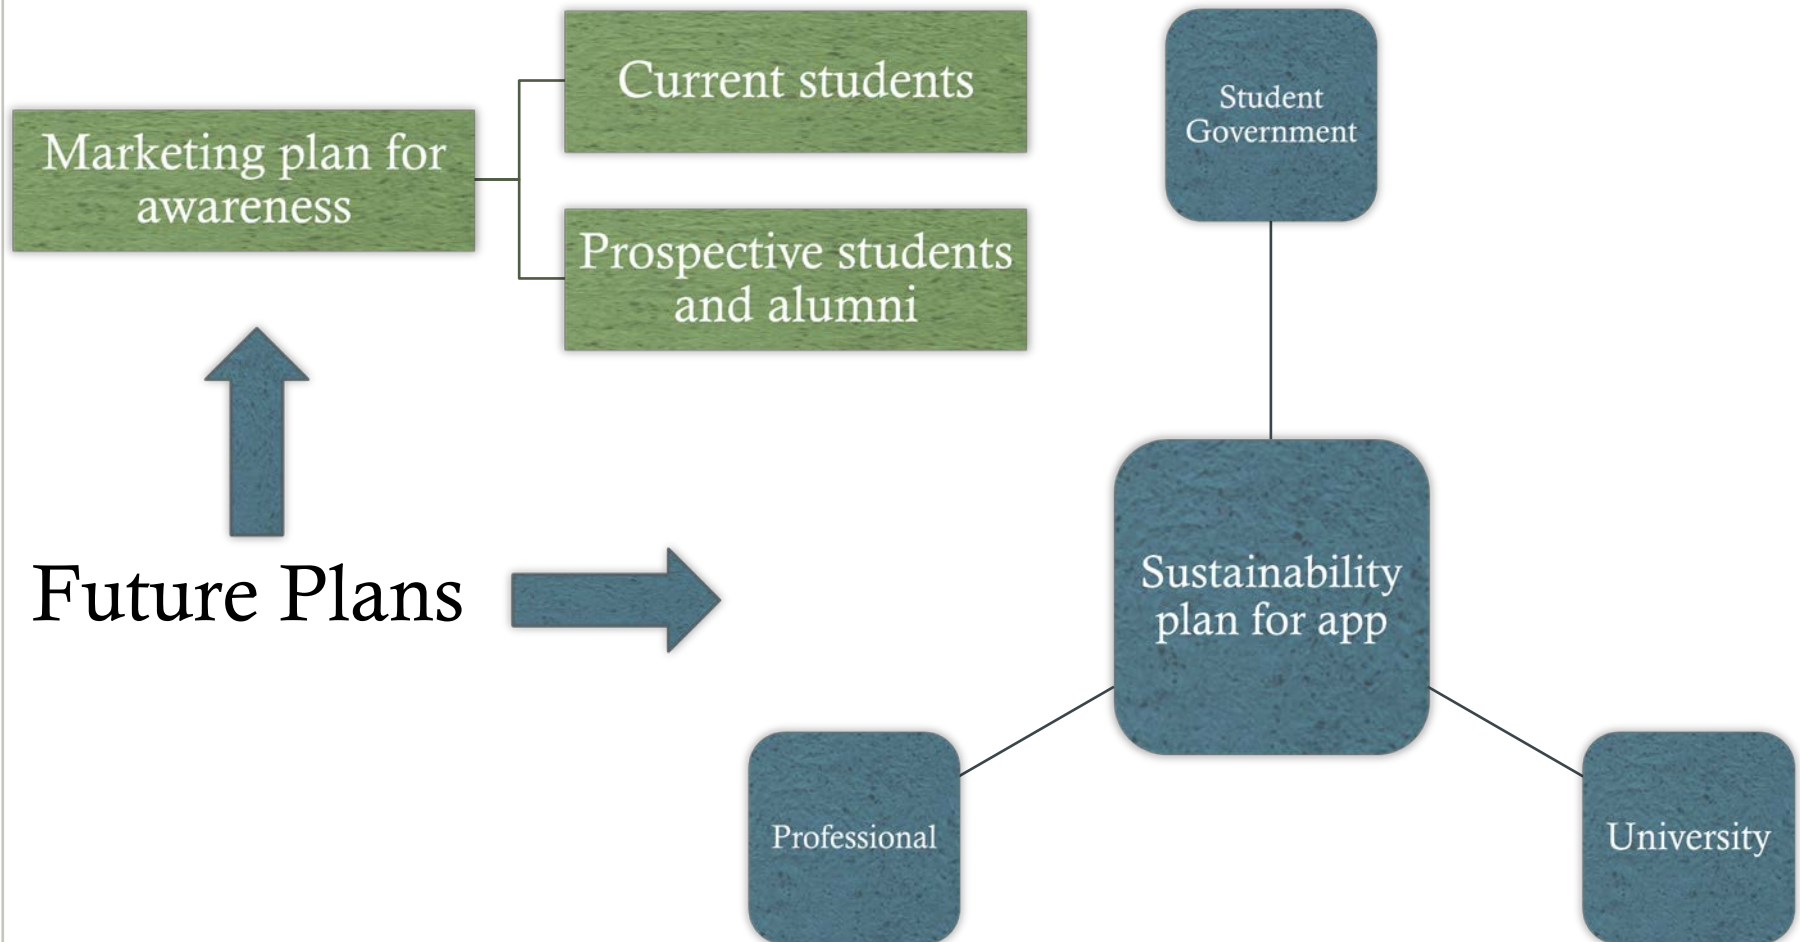 Marketing plan for
awareness
Current students
Prospective students
and alumni
Future Plans
Student
Government
Sustainability
plan for app
Professional
University